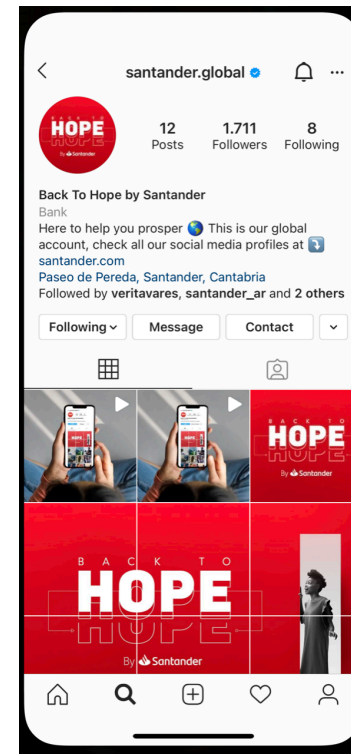 santander.global
BACK TO
HOPE
By Santander
12
Posts
1.711
Followers
8
Following
Back To Hope by Santander
Bank
Here to help you prosper 🌎 This is our global
account, check all our social media profiles at ⤵️
santander.com
Paseo de Pereda, Santander, Cantabria
Followed by veritavares, santander_ar and 2 others
Following
Message
Contact
BACK TO
HOPE
By Santander
BACK TO
HOPE
By Santander